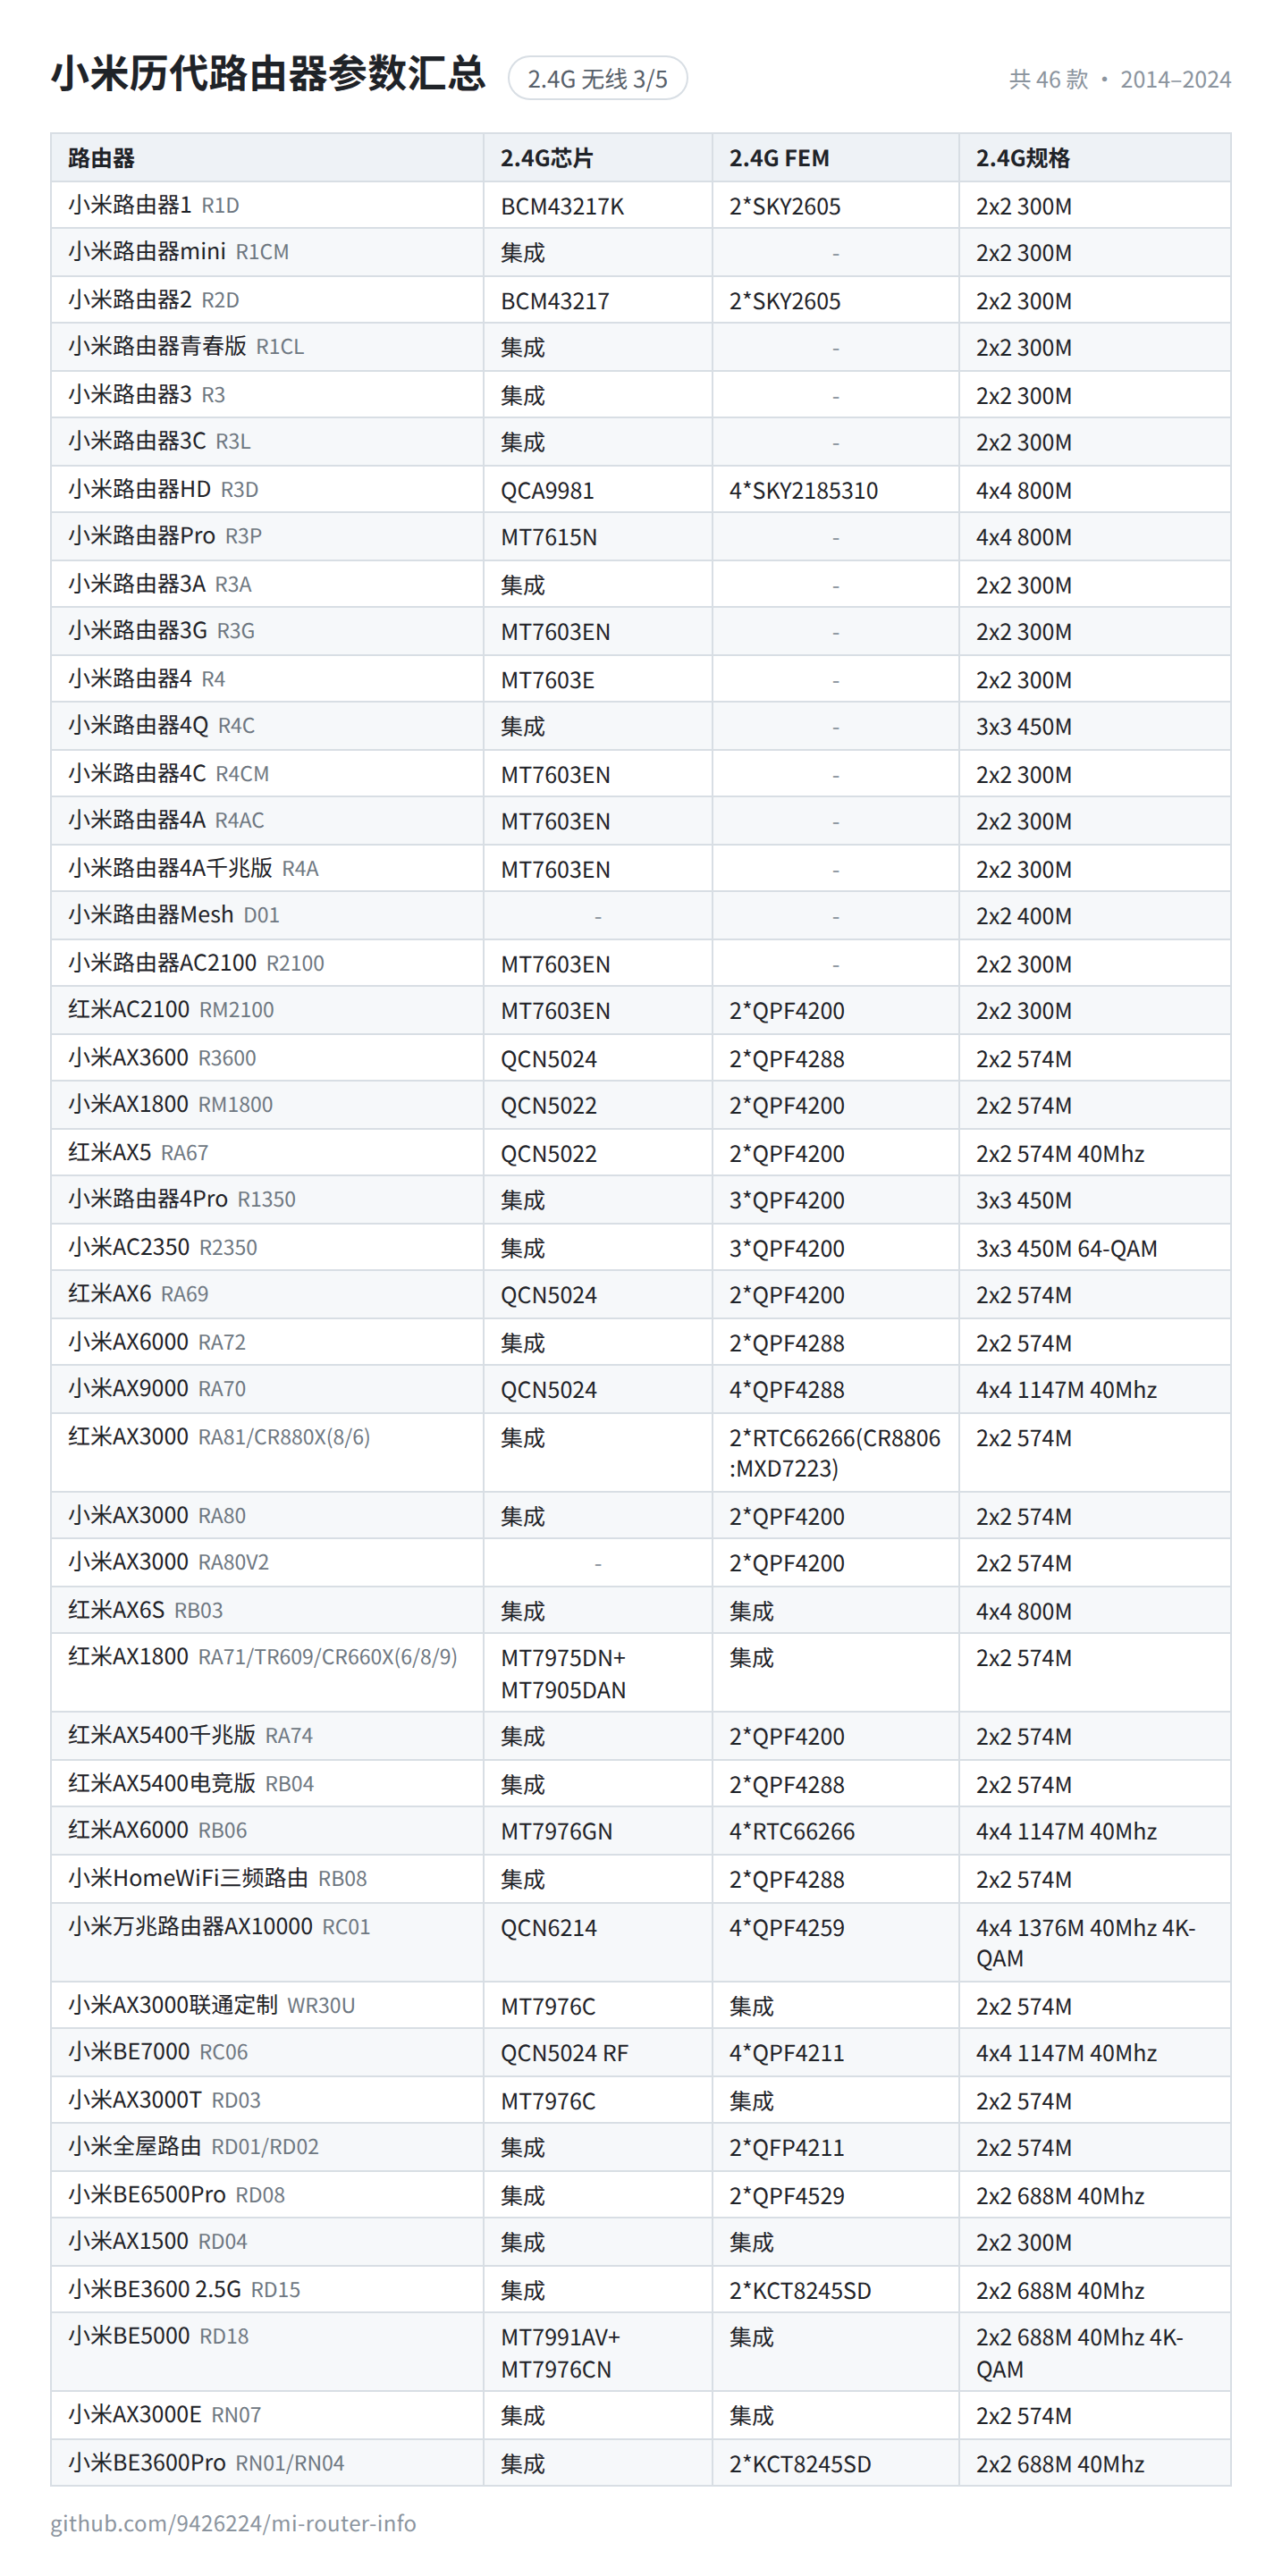 小米历代路由器参数汇总 2.4G 无线 3/5 共 46 款 • 2014–2024
路由器 2.4G芯片 2.4G FEM 2.4G规格
小米路由器1 R1D BCM43217K 2*SKY2605 2x2 300M
小米路由器mini R1CM 集成 - 2x2 300M
小米路由器2 R2D BCM43217 2*SKY2605 2x2 300M
小米路由器青春版 R1CL 集成 - 2x2 300M
小米路由器3 R3 集成 - 2x2 300M
小米路由器3C R3L 集成 - 2x2 300M
小米路由器HD R3D QCA9981 4*SKY2185310 4x4 800M
小米路由器Pro R3P MT7615N - 4x4 800M
小米路由器3A R3A 集成 - 2x2 300M
小米路由器3G R3G MT7603EN - 2x2 300M
小米路由器4 R4 MT7603E - 2x2 300M
小米路由器4Q R4C 集成 - 3x3 450M
小米路由器4C R4CM MT7603EN - 2x2 300M
小米路由器4A R4AC MT7603EN - 2x2 300M
小米路由器4A千兆版 R4A MT7603EN - 2x2 300M
小米路由器Mesh D01 - - 2x2 400M
小米路由器AC2100 R2100 MT7603EN - 2x2 300M
红米AC2100 RM2100 MT7603EN 2*QPF4200 2x2 300M
小米AX3600 R3600 QCN5024 2*QPF4288 2x2 574M
小米AX1800 RM1800 QCN5022 2*QPF4200 2x2 574M
红米AX5 RA67 QCN5022 2*QPF4200 2x2 574M 40Mhz
小米路由器4Pro R1350 集成 3*QPF4200 3x3 450M
小米AC2350 R2350 集成 3*QPF4200 3x3 450M 64-QAM
红米AX6 RA69 QCN5024 2*QPF4200 2x2 574M
小米AX6000 RA72 集成 2*QPF4288 2x2 574M
小米AX9000 RA70 QCN5024 4*QPF4288 4x4 1147M 40Mhz
红米AX3000 RA81/CR880X(8/6) 集成 2*RTC66266(CR8806 2x2 574M
:MXD7223)
小米AX3000 RA80 集成 2*QPF4200 2x2 574M
小米AX3000 RA80V2 - 2*QPF4200 2x2 574M
红米AX6S RB03 集成 集成 4x4 800M
红米AX1800 RA71/TR609/CR660X(6/8/9) MT7975DN+ 集成 2x2 574M
MT7905DAN
红米AX5400千兆版 RA74 集成 2*QPF4200 2x2 574M
红米AX5400电竞版 RB04 集成 2*QPF4288 2x2 574M
红米AX6000 RB06 MT7976GN 4*RTC66266 4x4 1147M 40Mhz
小米HomeWiFi三频路由 RB08 集成 2*QPF4288 2x2 574M
小米万兆路由器AX10000 RC01 QCN6214 4*QPF4259 4x4 1376M 40Mhz 4K-
QAM
小米AX3000联通定制 WR30U MT7976C 集成 2x2 574M
小米BE7000 RC06 QCN5024 RF 4*QPF4211 4x4 1147M 40Mhz
小米AX3000T RD03 MT7976C 集成 2x2 574M
小米全屋路由 RD01/RD02 集成 2*QFP4211 2x2 574M
小米BE6500Pro RD08 集成 2*QPF4529 2x2 688M 40Mhz
小米AX1500 RD04 集成 集成 2x2 300M
小米BE3600 2.5G RD15 集成 2*KCT8245SD 2x2 688M 40Mhz
小米BE5000 RD18 MT7991AV+ 集成 2x2 688M 40Mhz 4K-
MT7976CN QAM
小米AX3000E RN07 集成 集成 2x2 574M
小米BE3600Pro RN01/RN04 集成 2*KCT8245SD 2x2 688M 40Mhz
github.com/9426224/mi-router-info